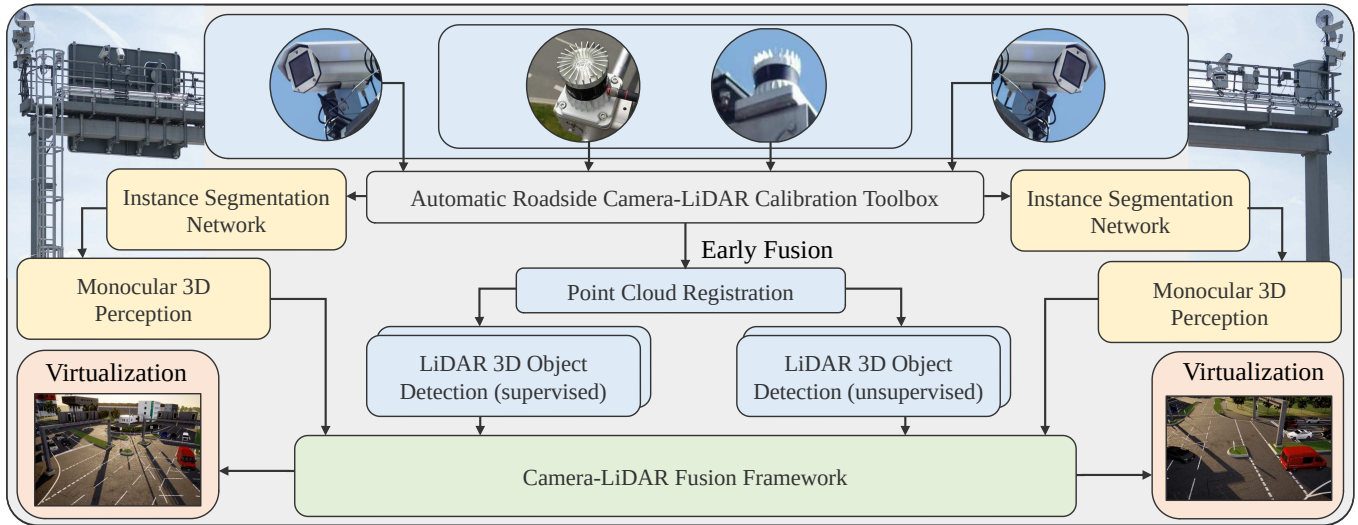 Automatic Roadside Camera-LiDAR Calibration Toolbox
Instance Segmentation
Network
Instance Segmentation
Network
Early Fusion
Monocular 3D
Perception
Point Cloud Registration
Monocular 3D
Perception
LiDAR 3D Object
Detection (supervised)
LiDAR 3D Object
Detection (unsupervised)
Virtualization
Virtualization
Camera-LiDAR Fusion Framework